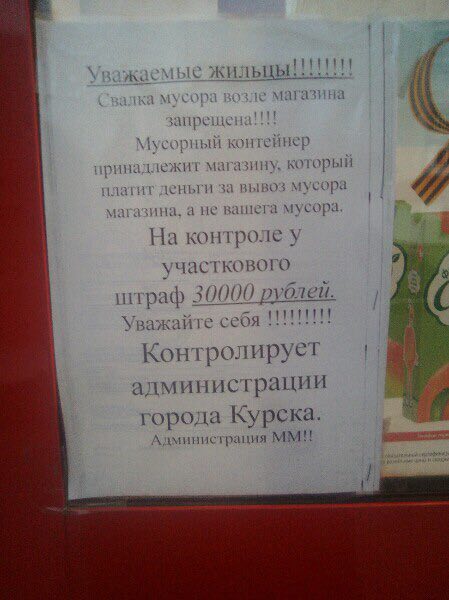 Уважаемые жильцы!!!!!!!!
Свалка мусора возле магазина
запрещена!!!!
Мусорный контейнер
принадлежит магазину, который
платит деньги за вывоз мусора
магазина, а не вашега мусора.
На контроле у
участкового
штраф 30000 рублей.
Уважайте себя !!!!!!!!!
Контролирует
администрации
города Курска.
Администрация ММ!!